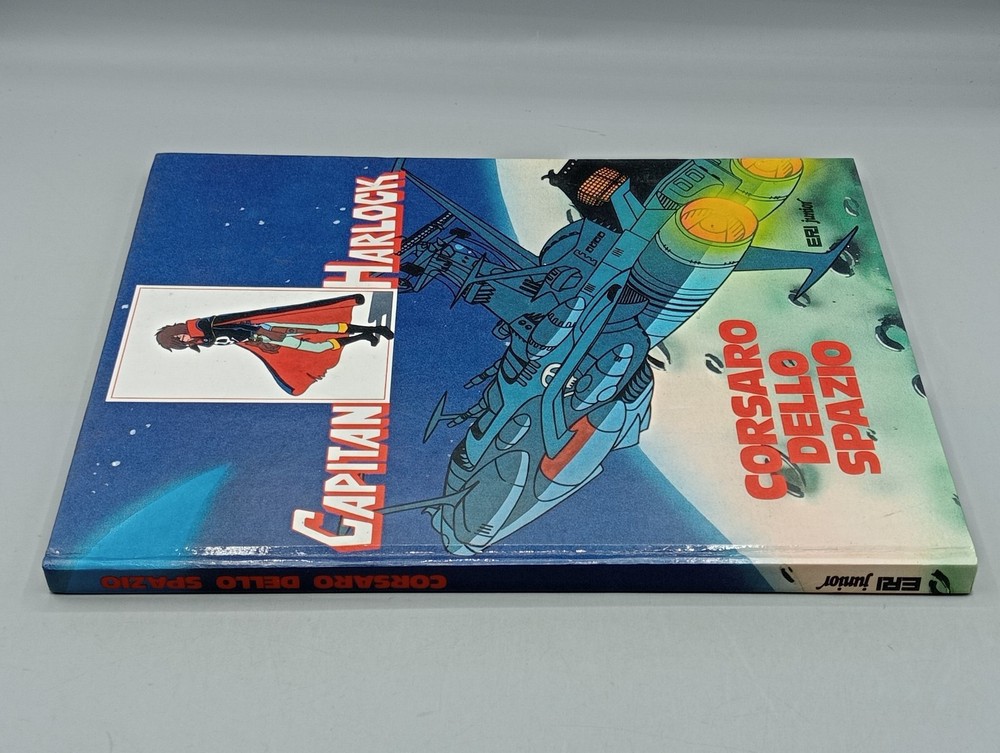 CAPITAN HARLOCK
CORSARO
DELLO
SPAZIO
ERI junior
CORSARO DELLO SPAZIO
ERI junior